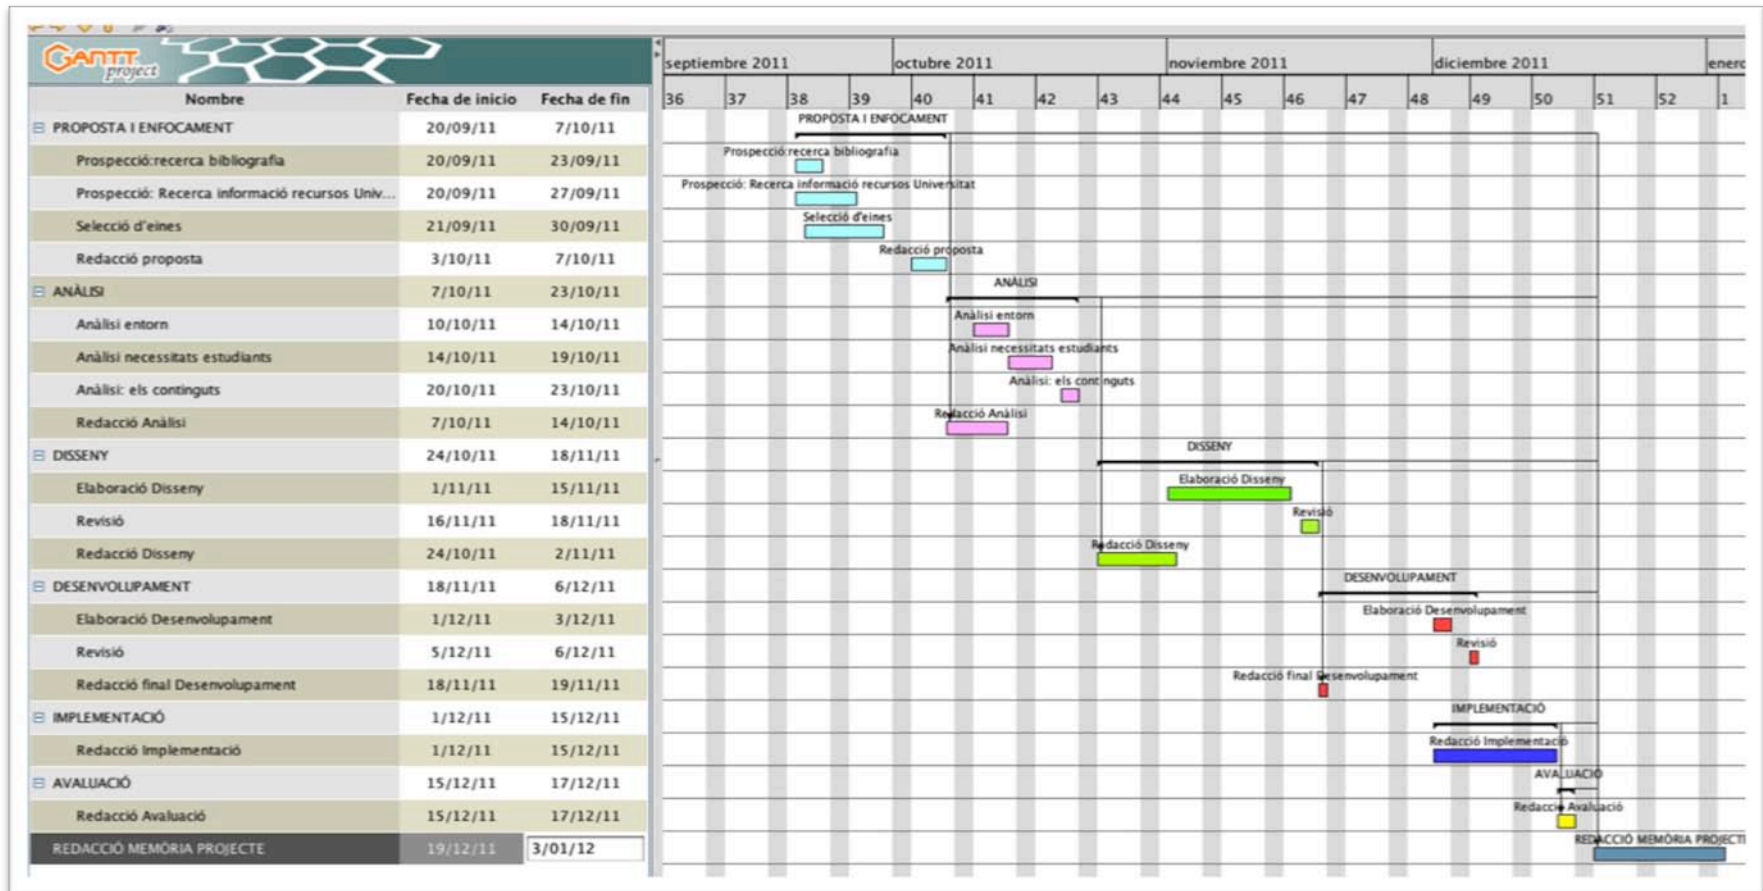 GANTT
project
septiembre 2011 octubre 2011 noviembre 2011 diciembre 2011
Nombre Fecha de inicio Fecha de fin 36 37 38 39 40 41 42 43 44 45 46 47 48 49 50 51 52 1
PROPOSTA I ENFOCAMENT 20/09/11 7/10/11 PROPOSTA I ENFOCAMENT
Prospecció:recerca bibliografia 20/09/11 23/09/11 Prospecció:recerca bibliografia
Prospecció: Recerca informació recursos Univ... 20/09/11 27/09/11 Prospecció: Recerca informació recursos Universitat
Selecció d'eines 21/09/11 30/09/11 Selecció d'eines
Redacció proposta 3/10/11 7/10/11 Redacció proposta
ANÀLISI 7/10/11 23/10/11 ANÀLISI
Anàlisi entorn 10/10/11 14/10/11 Anàlisi entorn
Anàlisi necessitats estudiants 14/10/11 19/10/11 Anàlisi necessitats estudiants
Anàlisi: els continguts 20/10/11 23/10/11 Anàlisi: els continguts
Redacció Anàlisi 7/10/11 14/10/11 Redacció Anàlisi
DISSENY 24/10/11 18/11/11 DISSENY
Elaboració Disseny 1/11/11 15/11/11 Elaboració Disseny
Revisió 16/11/11 18/11/11 Revisió
Redacció Disseny 24/10/11 2/11/11 Redacció Disseny
DESENVOLUPAMENT 18/11/11 6/12/11 DESENVOLUPAMENT
Elaboració Desenvolupament 1/12/11 3/12/11 Elaboració Desenvolupament
Revisió 5/12/11 6/12/11 Revisió
Redacció final Desenvolupament 18/11/11 19/11/11 Redacció final Desenvolupament
IMPLEMENTACIÓ 1/12/11 15/12/11 IMPLEMENTACIÓ
Redacció Implementació 1/12/11 15/12/11 Redacció Implementació
AVALUACIÓ 15/12/11 17/12/11 AVALUACIÓ
Redacció Avaluació 15/12/11 17/12/11 Redacció Avaluació
REDACCIÓ MEMÒRIA PROJECTE 19/12/11 3/01/12 REDACCIÓ MEMÒRIA PROJECT